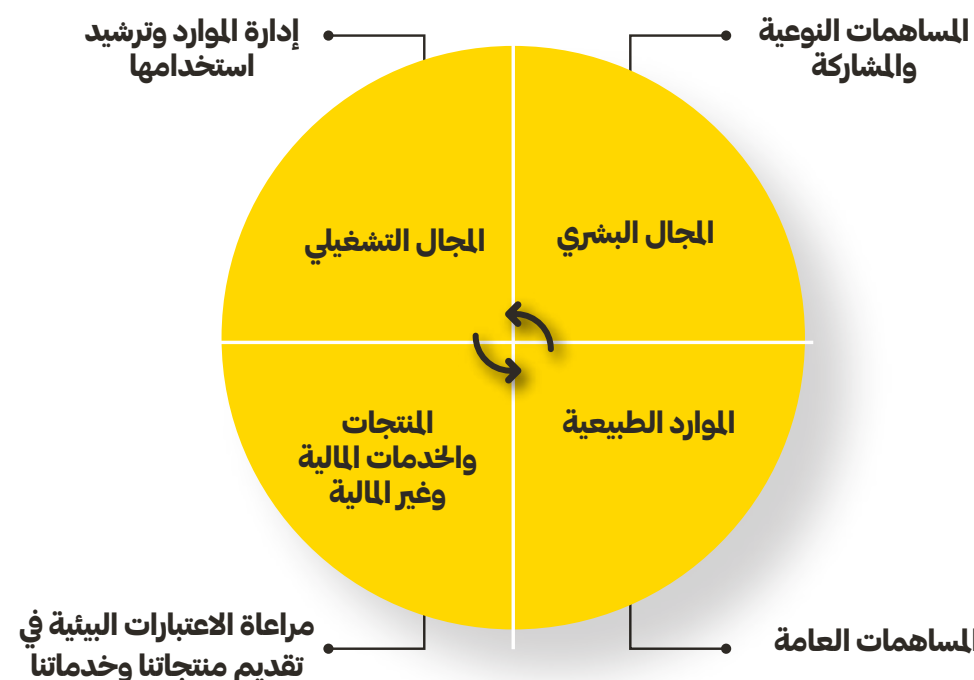 المساهمات النوعية
والمشاركة
إدارة الموارد وترشيد
استخدامها
المجال البشري
المجال التشغيلي
الموارد الطبيعية
المنتجات
والخدمات المالية
وغير المالية
المساهمات العامة
مراعاة الاعتبارات البيئية في
تقديم منتجاتنا وخدماتنا